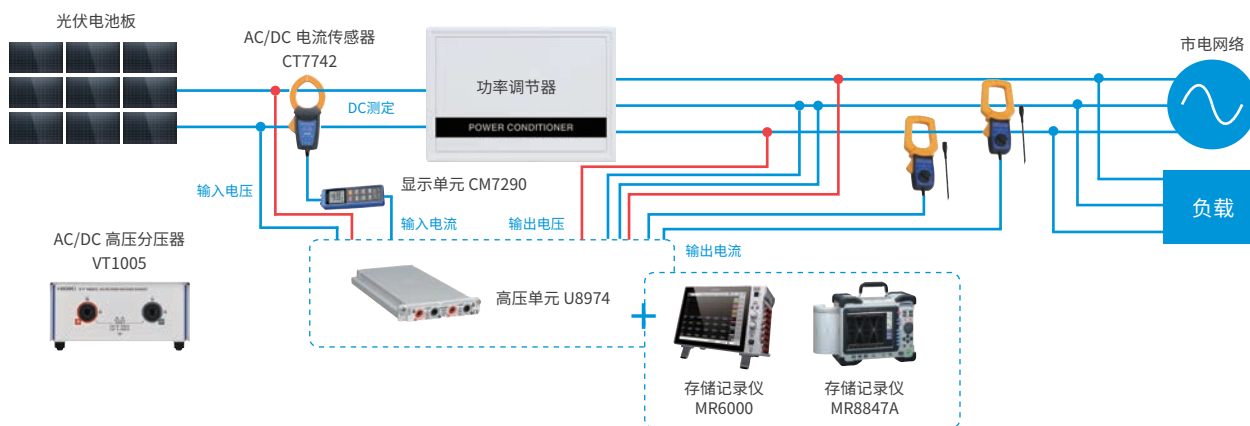 光伏电池板
AC/DC 电流传感器
CT7742
市电网络
功率调节器
DC测定
POWER CONDITIONER
显示单元 CM7290
输入电压
输入电流
输出电压
负载
AC/DC 高压分压器
VT1005
输出电流
高压单元 U8974
+
HIOKI
存储记录仪
MR6000
存储记录仪
MR8847A